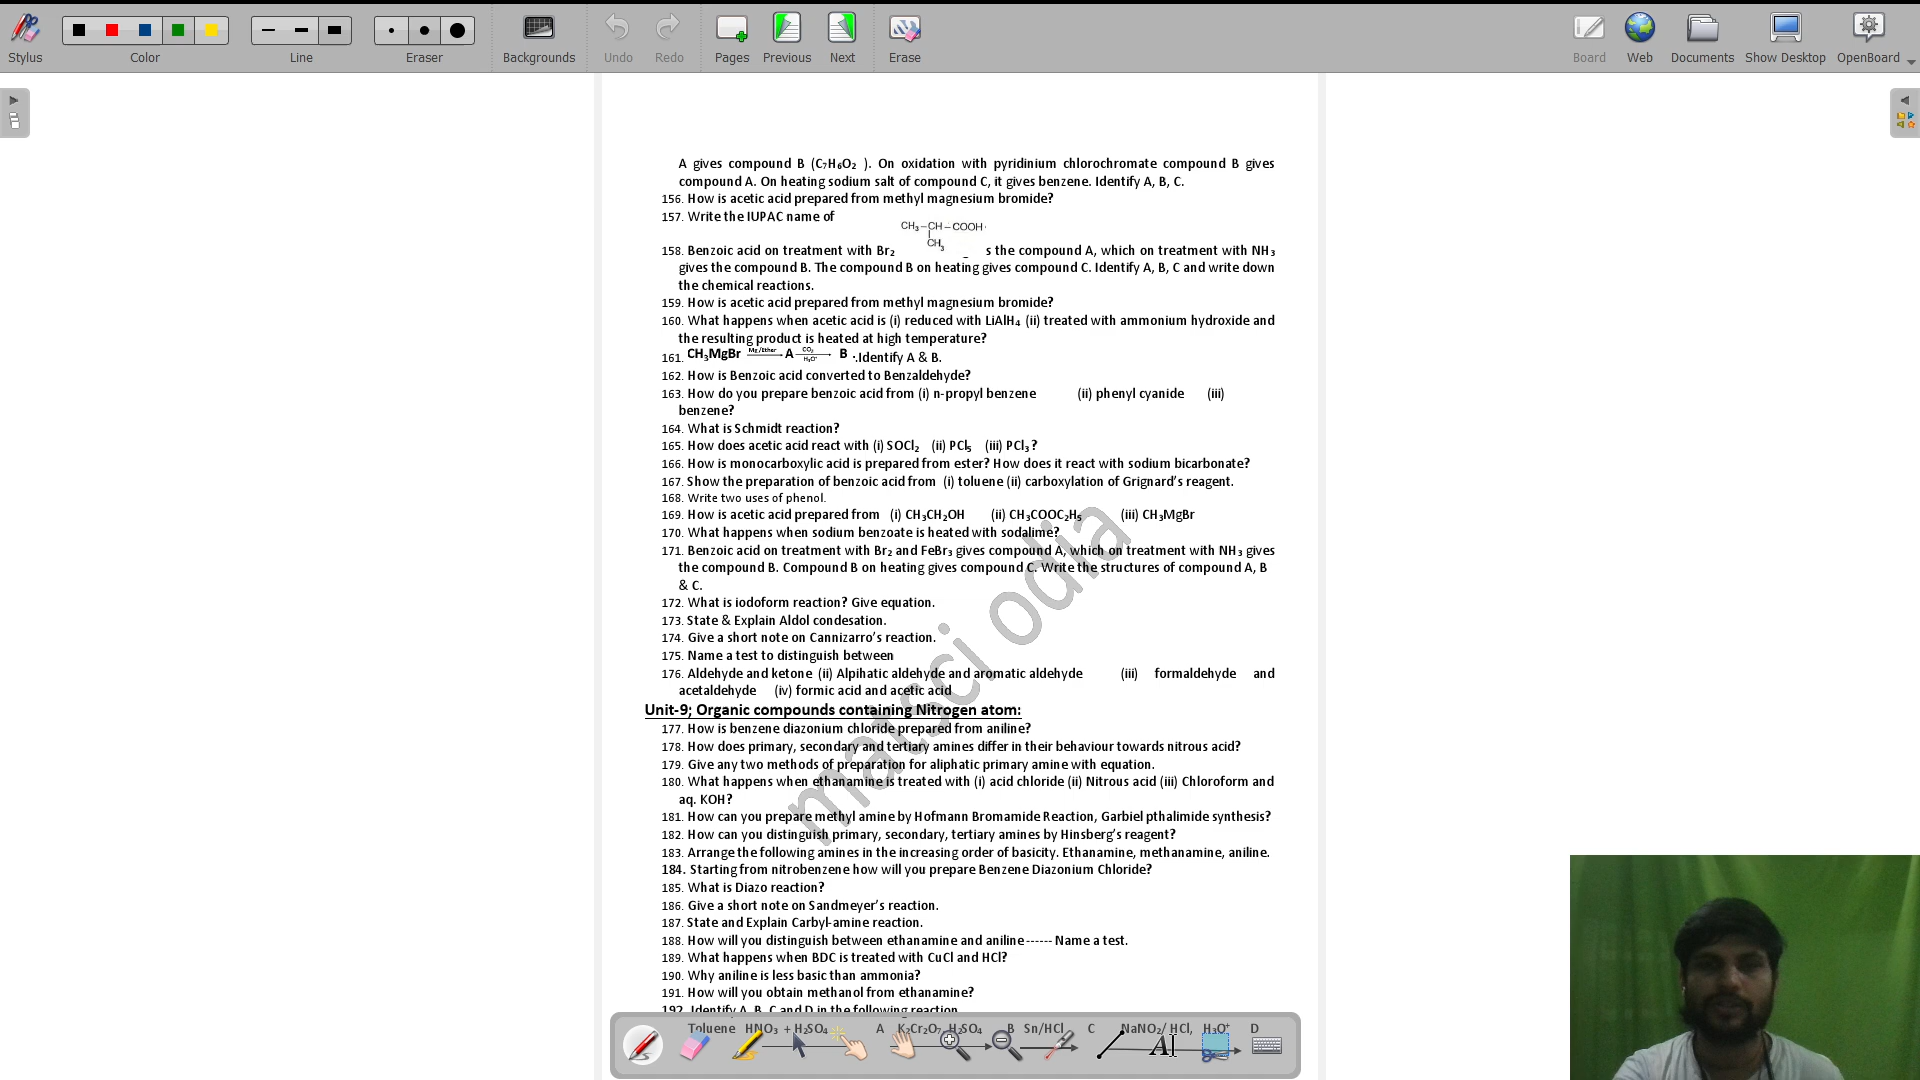 Stylus Color Line Eraser Backgrounds Undo Redo Pages Previous Next Erase Board Web Documents Show Desktop OpenBoard
A gives compound B (C₇H₆O₂ ). On oxidation with pyridinium chlorochromate compound B gives
compound A. On heating sodium salt of compound C, it gives benzene. Identify A, B, C.
156. How is acetic acid prepared from methyl magnesium bromide?
157. Write the IUPAC name of
CH₃–CH–COOH
CH₃
158. Benzoic acid on treatment with Br₂ s the compound A, which on treatment with NH₃
gives the compound B. The compound B on heating gives compound C. Identify A, B, C and write down
the chemical reactions.
159. How is acetic acid prepared from methyl magnesium bromide?
160. What happens when acetic acid is (i) reduced with LiAlH₄ (ii) treated with ammonium hydroxide and
the resulting product is heated at high temperature?
161. CH₃MgBr Mg/Ether A CO₂ H₃O⁺ B .Identify A & B.
162. How is Benzoic acid converted to Benzaldehyde?
163. How do you prepare benzoic acid from (i) n-propyl benzene (ii) phenyl cyanide (iii)
benzene?
164. What is Schmidt reaction?
165. How does acetic acid react with (i) SOCl₂ (ii) PCl₅ (iii) PCl₃ ?
166. How is monocarboxylic acid is prepared from ester? How does it react with sodium bicarbonate?
167. Show the preparation of benzoic acid from (i) toluene (ii) carboxylation of Grignard’s reagent.
168. Write two uses of phenol.
169. How is acetic acid prepared from (i) CH₃CH₂OH (ii) CH₃COOC₂H₅ (iii) CH₃MgBr
170. What happens when sodium benzoate is heated with sodalime?
171. Benzoic acid on treatment with Br₂ and FeBr₃ gives compound A, which on treatment with NH₃ gives
the compound B. Compound B on heating gives compound C. Write the structures of compound A, B
& C.
172. What is iodoform reaction? Give equation.
173. State & Explain Aldol condesation.
174. Give a short note on Cannizarro’s reaction.
175. Name a test to distinguish between
176. Aldehyde and ketone (ii) Alpihatic aldehyde and aromatic aldehyde (iii) formaldehyde and
acetaldehyde (iv) formic acid and acetic acid
Unit-9; Organic compounds containing Nitrogen atom:
177. How is benzene diazonium chloride prepared from aniline?
178. How does primary, secondary and tertiary amines differ in their behaviour towards nitrous acid?
179. Give any two methods of preparation for aliphatic primary amine with equation.
180. What happens when ethanamine is treated with (i) acid chloride (ii) Nitrous acid (iii) Chloroform and
aq. KOH?
181. How can you prepare methyl amine by Hofmann Bromamide Reaction, Garbiel pthalimide synthesis?
182. How can you distinguish primary, secondary, tertiary amines by Hinsberg’s reagent?
183. Arrange the following amines in the increasing order of basicity. Ethanamine, methanamine, aniline.
184. Starting from nitrobenzene how will you prepare Benzene Diazonium Chloride?
185. What is Diazo reaction?
186. Give a short note on Sandmeyer’s reaction.
187. State and Explain Carbyl-amine reaction.
188. How will you distinguish between ethanamine and aniline ------ Name a test.
189. What happens when BDC is treated with CuCl and HCl?
190. Why aniline is less basic than ammonia?
191. How will you obtain methanol from ethanamine?
192. Identify A, B, C and D in the following reaction
Toluene HNO₃ + H₂SO₄ A K₂Cr₂O₇ H₂SO₄ B Sn/HCl C NaNO₂/ HCl, H₃O⁺ D
matsci odia